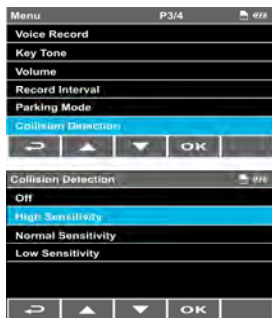 Menu P3/4
Voice Record
Key Tone
Volume
Record Interval
Parking Mode
Collision Detection
OK
Collision Detection
Off
High Sensitivity
Normal Sensitivity
Low Sensitivity
OK